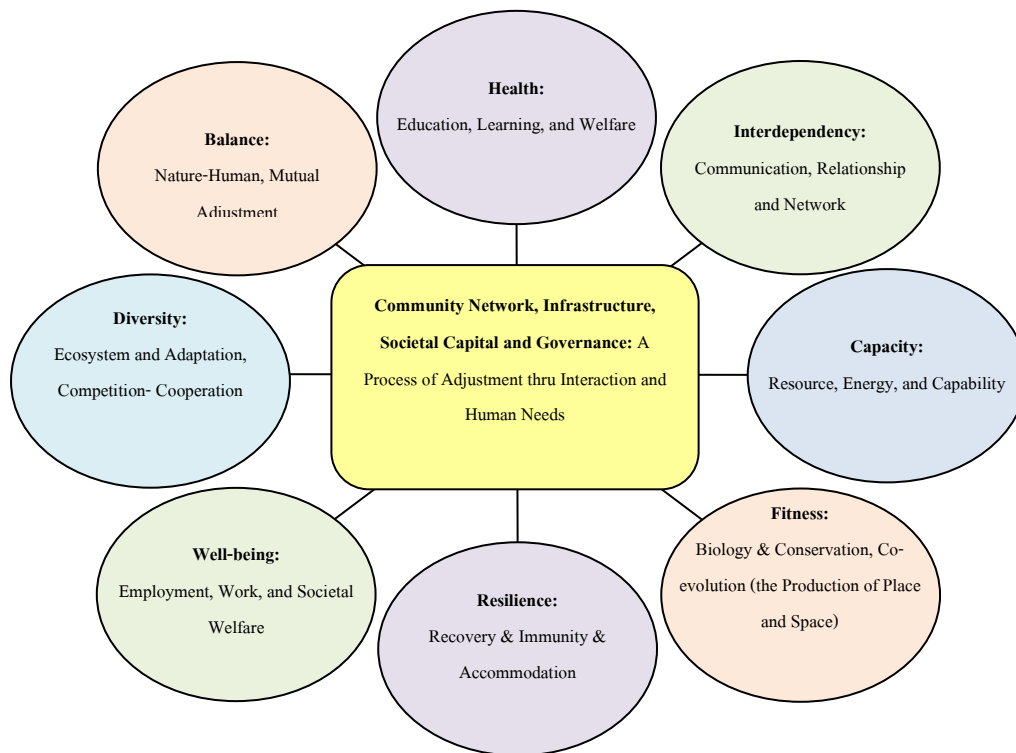 Health:
Education, Learning, and Welfare
Balance:
Nature-Human, Mutual
Adjustment
Interdependency:
Communication, Relationship
and Network
Diversity:
Ecosystem and Adaptation,
Competition- Cooperation
Community Network, Infrastructure,
Societal Capital and Governance: A
Process of Adjustment thru Interaction and
Human Needs
Capacity:
Resource, Energy, and Capability
Well-being:
Employment, Work, and Societal
Welfare
Resilience:
Recovery & Immunity &
Accommodation
Fitness:
Biology & Conservation, Co-
evolution (the Production of Place
and Space)